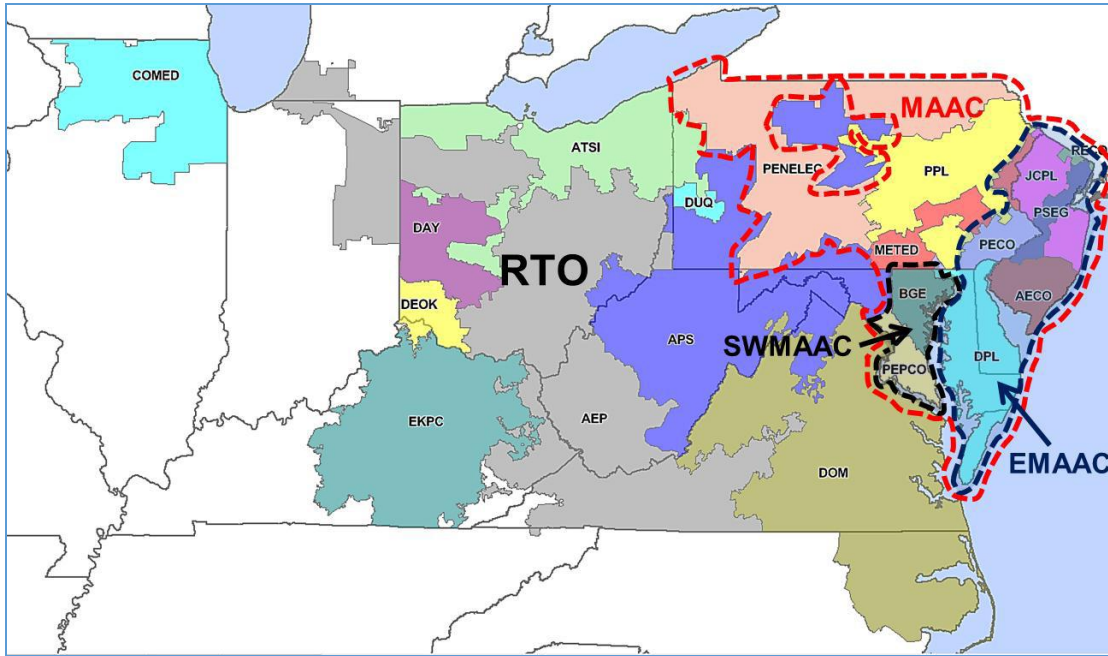 COMED
MAAC
RECO
ATSI
PENELEC
PPL
JCPL
DUQ
PSEG
DAY
METED
PECO
RTO
DEOK
BGE
AECO
APS
SWMAAC
DPL
PEPCO
EKPC
AEP
DOM
EMAAC